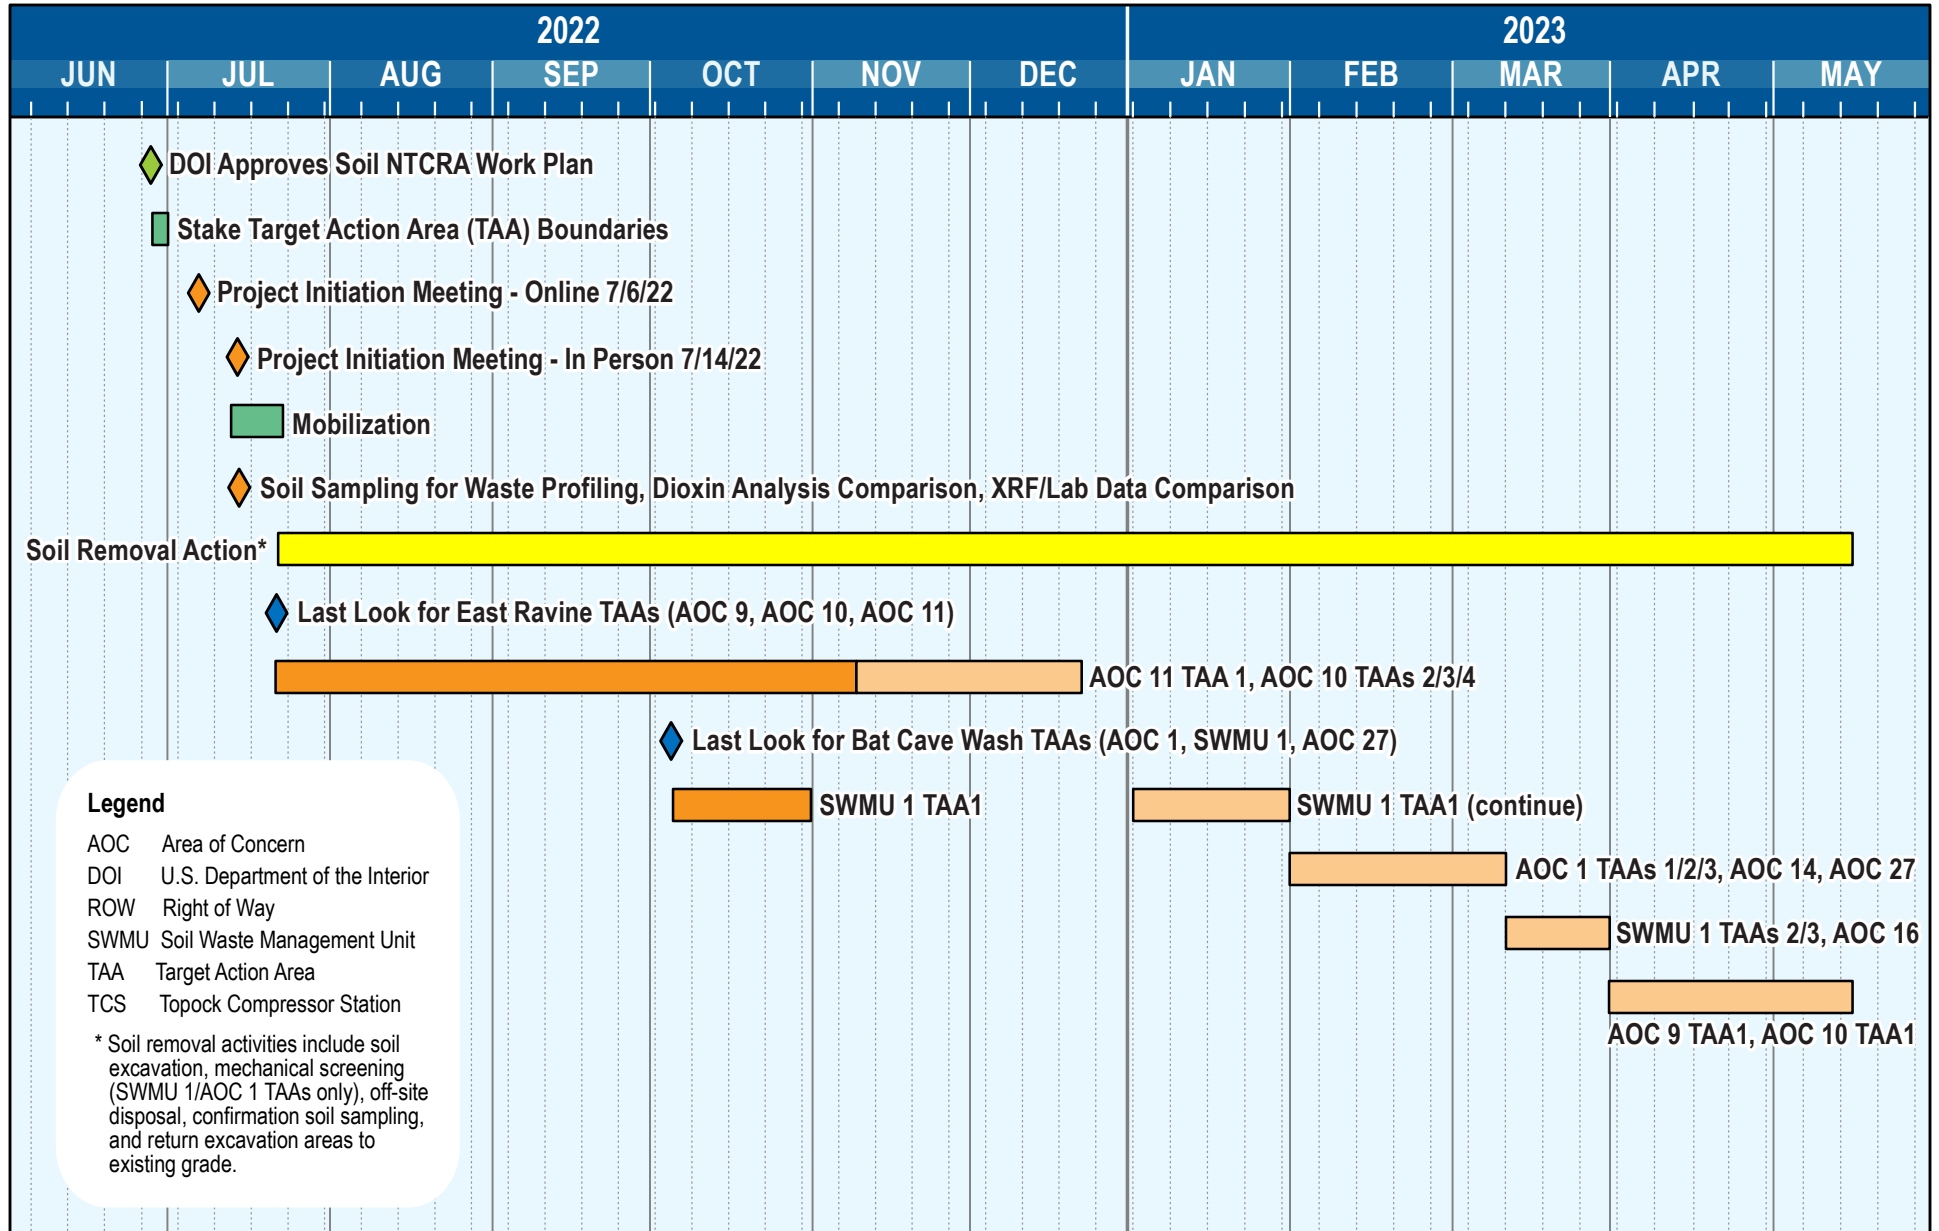 2022 2023
JUN JUL AUG SEP OCT NOV DEC JAN FEB MAR APR MAY
DOI Approves Soil NTCRA Work Plan
Stake Target Action Area (TAA) Boundaries
Project Initiation Meeting - Online 7/6/22
Project Initiation Meeting - In Person 7/14/22
Mobilization
Soil Sampling for Waste Profiling, Dioxin Analysis Comparison, XRF/Lab Data Comparison
Soil Removal Action*
Last Look for East Ravine TAAs (AOC 9, AOC 10, AOC 11)
AOC 11 TAA 1, AOC 10 TAAs 2/3/4
Last Look for Bat Cave Wash TAAs (AOC 1, SWMU 1, AOC 27)
SWMU 1 TAA1 SWMU 1 TAA1 (continue)
AOC 1 TAAs 1/2/3, AOC 14, AOC 27
SWMU 1 TAAs 2/3, AOC 16
AOC 9 TAA1, AOC 10 TAA1
Legend
AOC Area of Concern
DOI U.S. Department of the Interior
ROW Right of Way
SWMU Soil Waste Management Unit
TAA Target Action Area
TCS Topock Compressor Station
* Soil removal activities include soil
excavation, mechanical screening
(SWMU 1/AOC 1 TAAs only), off-site
disposal, confirmation soil sampling,
and return excavation areas to
existing grade.